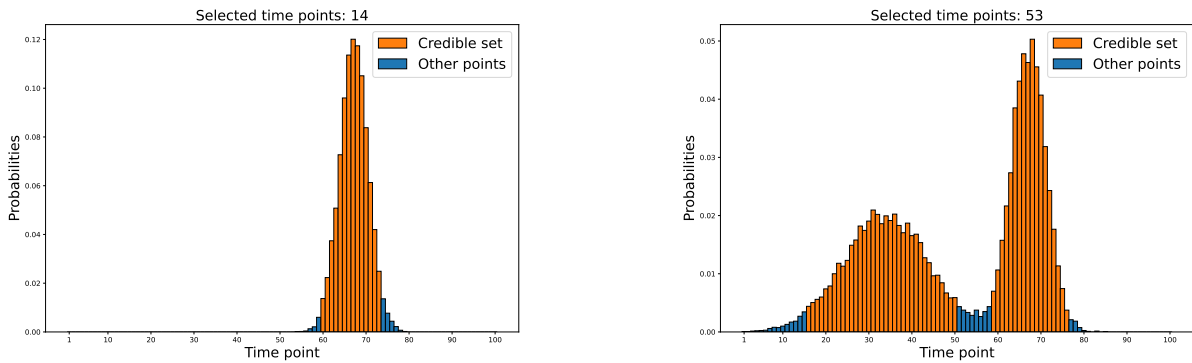 Selected time points: 14
Probabilities
0.12
0.10
0.08
0.06
0.04
0.02
0.00
Credible set
Other points
1 10 20 30 40 50 60 70 80 90 100
Time point
Selected time points: 53
Probabilities
0.05
0.04
0.03
0.02
0.01
0.00
Credible set
Other points
1 10 20 30 40 50 60 70 80 90 100
Time point